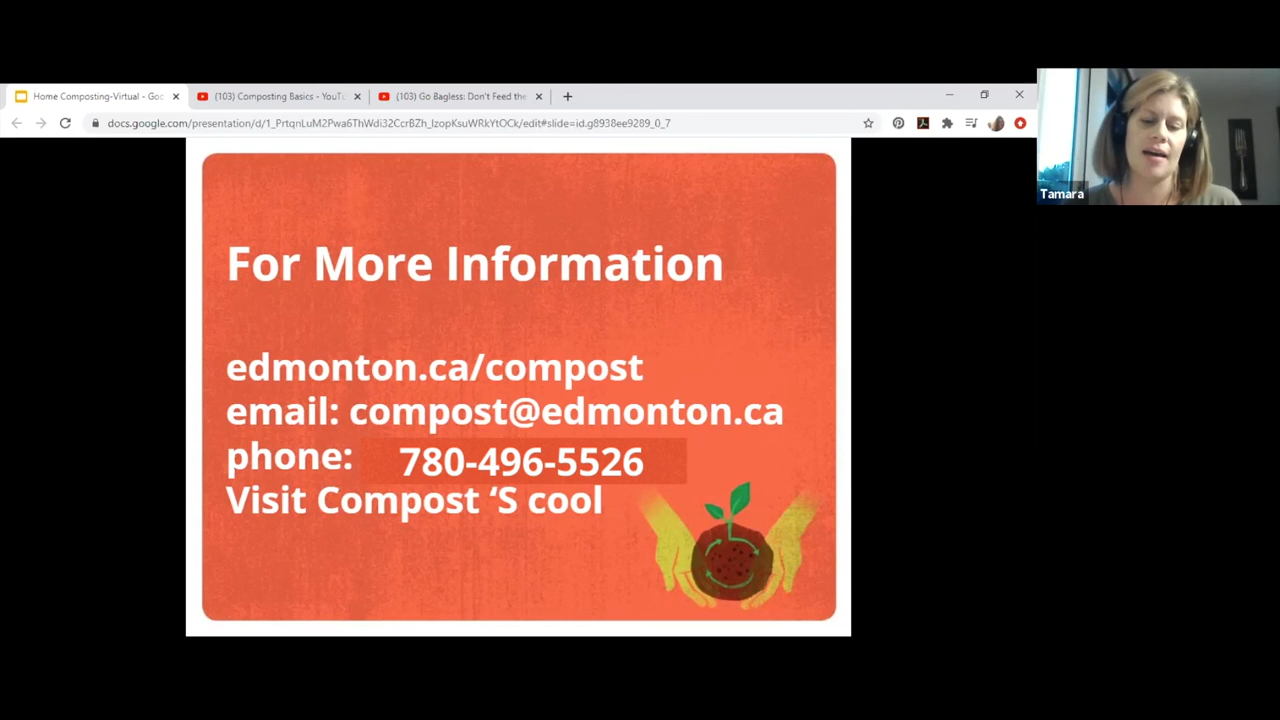 Home Composting-Virtual - Goo
(103) Composting Basics - YouTu
(103) Go Bagless: Don't Feed the
docs.google.com/presentation/d/1_PrtqnLuM2Pwa6ThWdi32CcrBZh_IzopKsuWRkYtOCk/edit#slide=id.g8938ee9289_0_7
Tamara
For More Information
edmonton.ca/compost
email: compost@edmonton.ca
phone: 780-496-5526
Visit Compost ‘S cool